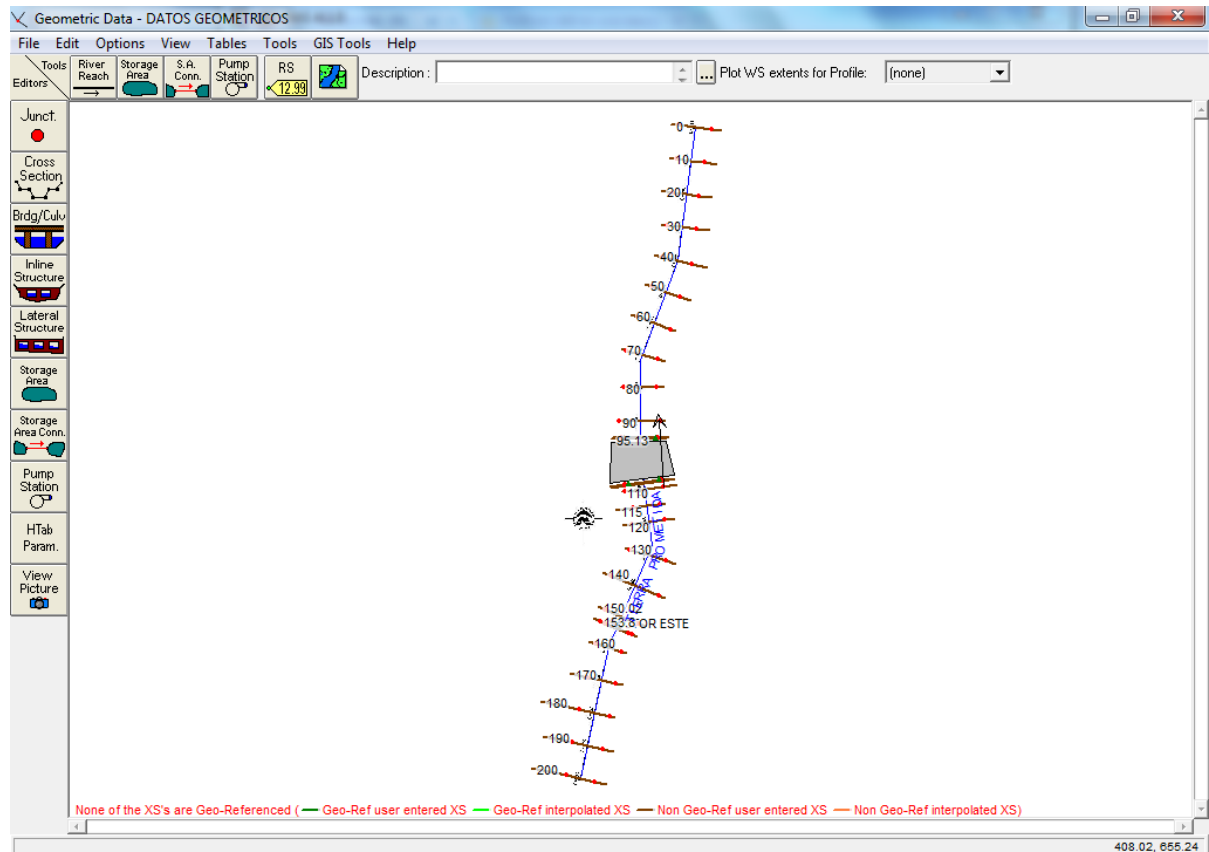 Geometric Data - DATOS GEOMETRICOS
File Edit Options View Tables Tools GIS Tools Help
Tools
Editors
River
Reach
Storage
Area
S.A.
Conn.
Pump
Station
RS
12.99
Description :
...
Plot WS extents for Profile:
(none)
Junct.
Cross
Section
Brdg/Culv
Inline
Structure
Lateral
Structure
Storage
Area
Storage
Area Conn.
Pump
Station
HTab
Param.
View
Picture
-0
-10
-20
-30
-40
-50
-60
-70
-80
-90
-95.13
-110
-115
-120
-130
-140
-150.02
-153.8
OR ESTE
-160
-170
-180
-190
-200
None of the XS's are Geo-Referenced ( Geo-Ref user entered XS Geo-Ref interpolated XS Non Geo-Ref user entered XS Non Geo-Ref interpolated XS)
408.02, 655.24